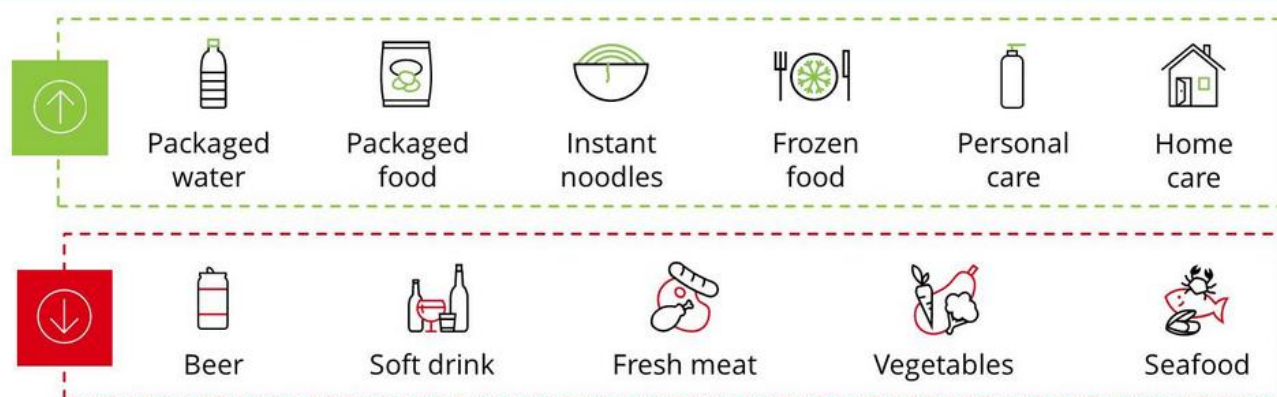 Packaged water
Packaged food
Instant noodles
Frozen food
Personal care
Home care
Beer
Soft drink
Fresh meat
Vegetables
Seafood